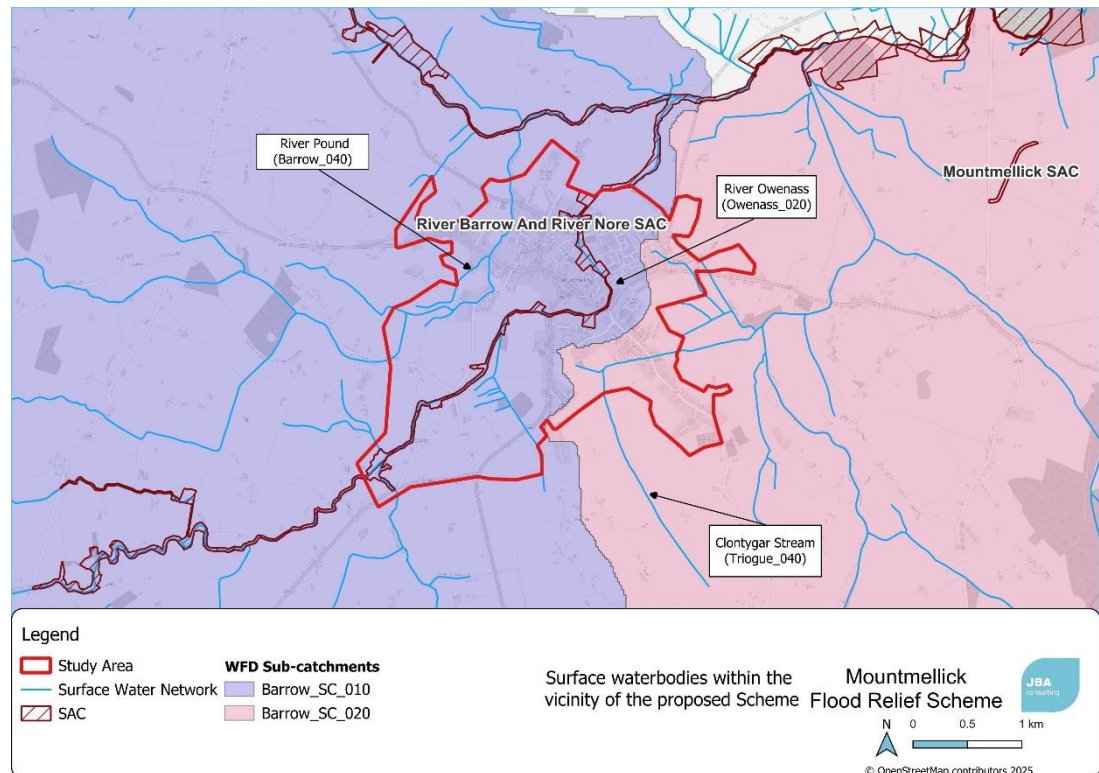 River Pound
(Barrow_040)
Mountmellick SAC
River Owenass
(Owenass_020)
River Barrow And River Nore SAC
Clontygar Stream
(Triogue_040)
Legend
Study Area
Surface Water Network
SAC
WFD Sub-catchments
Barrow_SC_010
Barrow_SC_020
Surface waterbodies within the
vicinity of the proposed Scheme
Mountmellick
Flood Relief Scheme
JBA
consulting
N
0 0.5 1 km
© OpenStreetMap contributors 2025